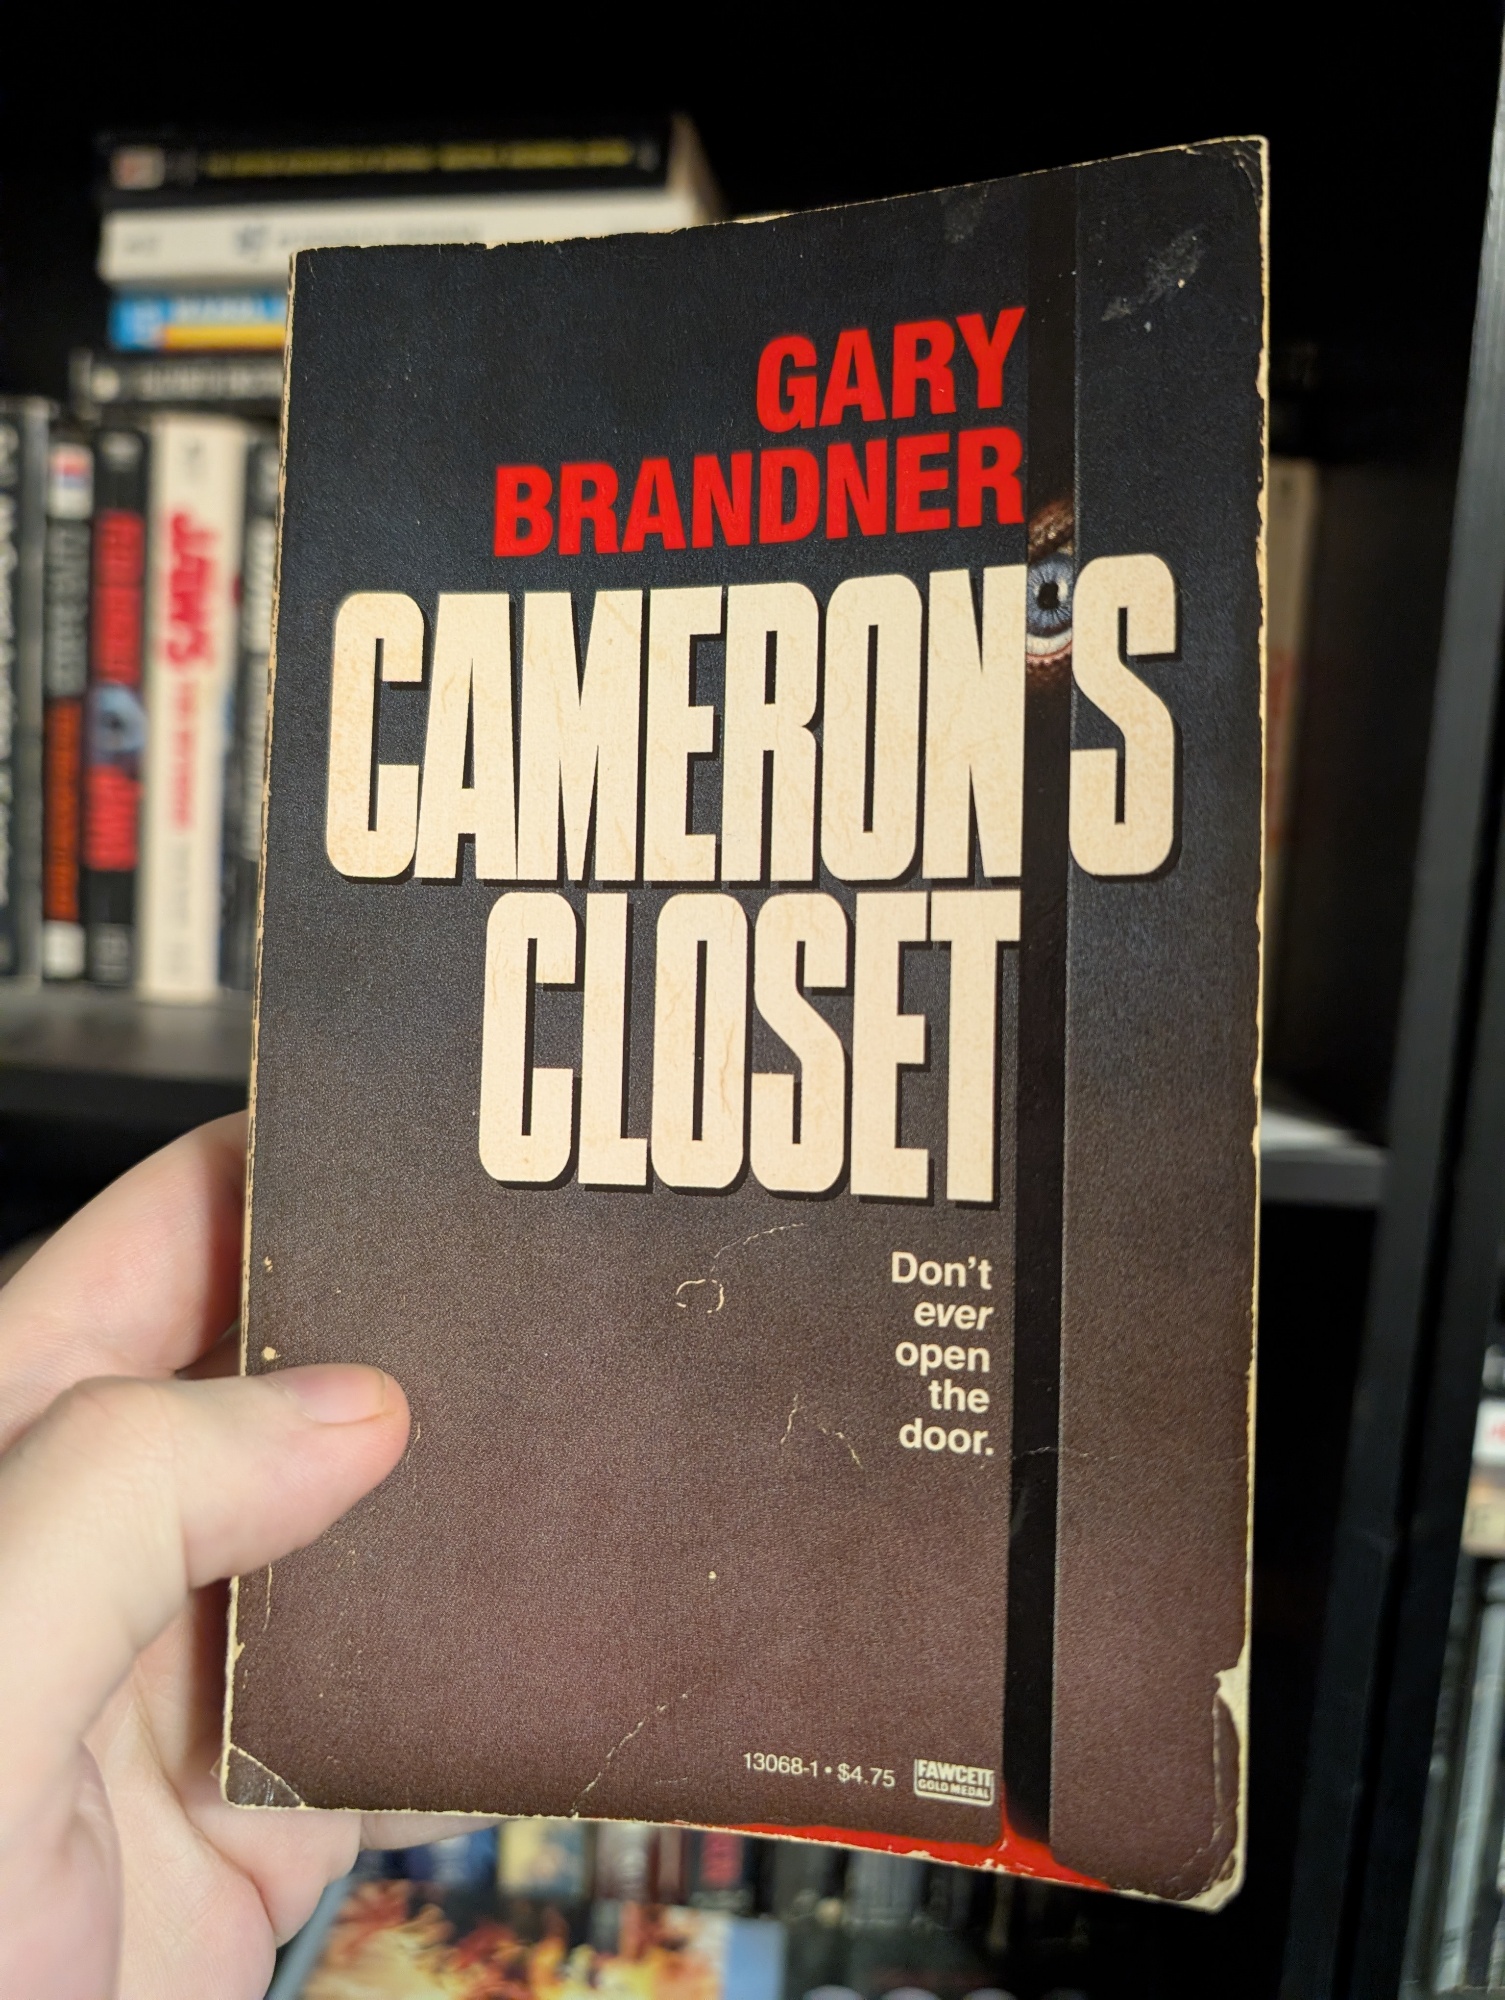 GARY
BRANDNER
CAMERON'S
CLOSET
Don't
ever
open
the
door.
13068-1 • $4.75 FAWCETT
GOLD MEDAL